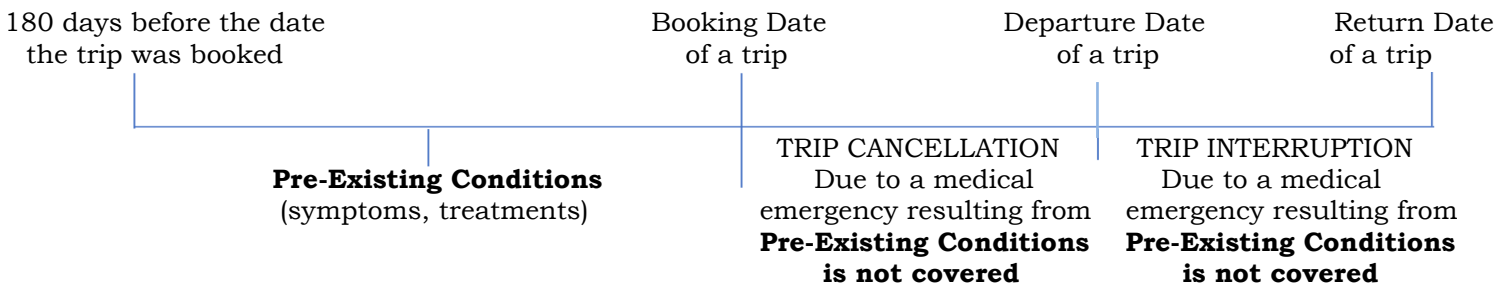 180 days before the date
the trip was booked
Booking Date
of a trip
Departure Date
of a trip
Return Date
of a trip
Pre-Existing Conditions
(symptoms, treatments)
TRIP CANCELLATION
Due to a medical
emergency resulting from
Pre-Existing Conditions
is not covered
TRIP INTERRUPTION
Due to a medical
emergency resulting from
Pre-Existing Conditions
is not covered